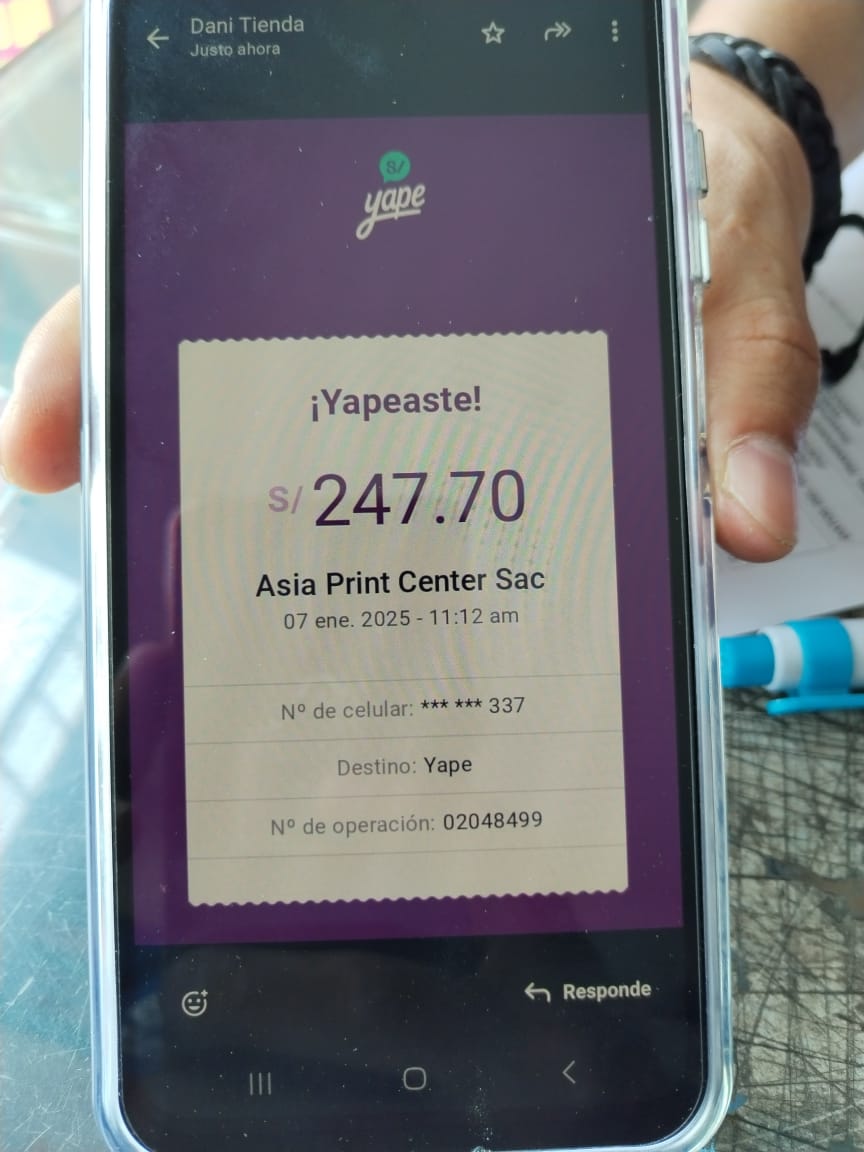 Dani Tienda
Justo ahora
S/
yape
¡Yapeaste!
S/ 247.70
Asia Print Center Sac
07 ene. 2025 - 11:12 am
Nº de celular: *** *** 337
Destino: Yape
Nº de operación: 02048499
Responde